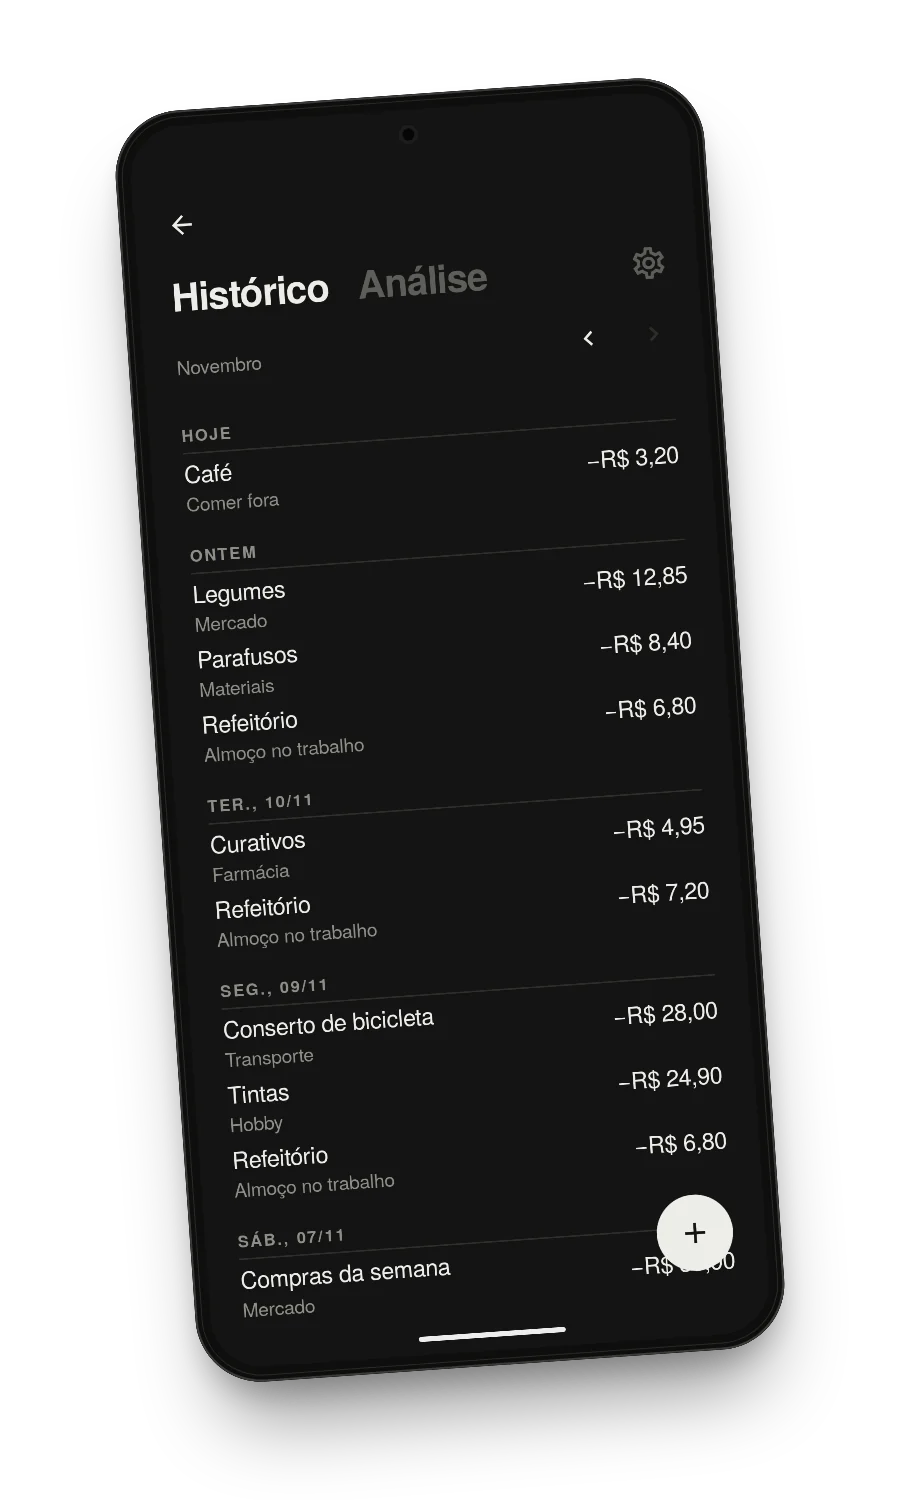 Histórico Análise
Novembro
HOJE
Café –R$ 3,20
Comer fora
ONTEM
Legumes –R$ 12,85
Mercado
Parafusos –R$ 8,40
Materiais
Refeitório –R$ 6,80
Almoço no trabalho
TER., 10/11
Curativos –R$ 4,95
Farmácia
Refeitório –R$ 7,20
Almoço no trabalho
SEG., 09/11
Conserto de bicicleta –R$ 28,00
Transporte
Tintas –R$ 24,90
Hobby
Refeitório –R$ 6,80
Almoço no trabalho
SÁB., 07/11
Compras da semana –R$
Mercado